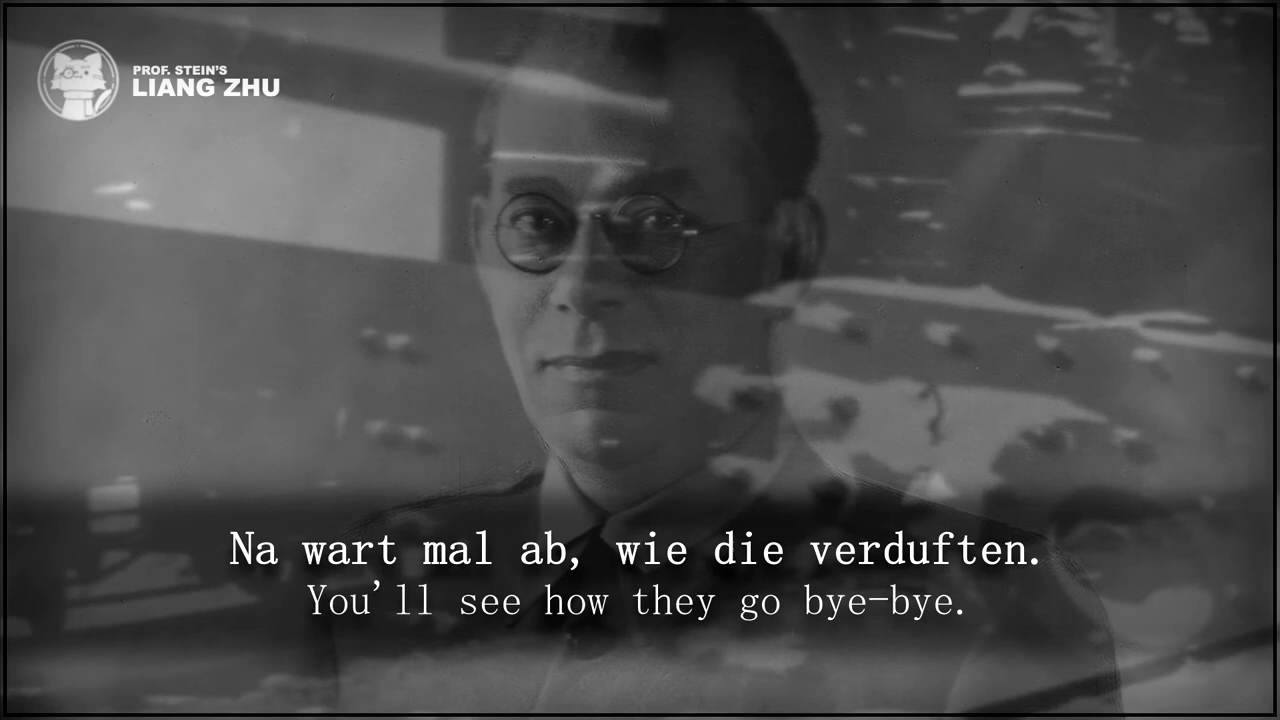 PROF. STEIN'S
LIANG ZHU
Na wart mal ab, wie die verduften.
You'll see how they go bye-bye.